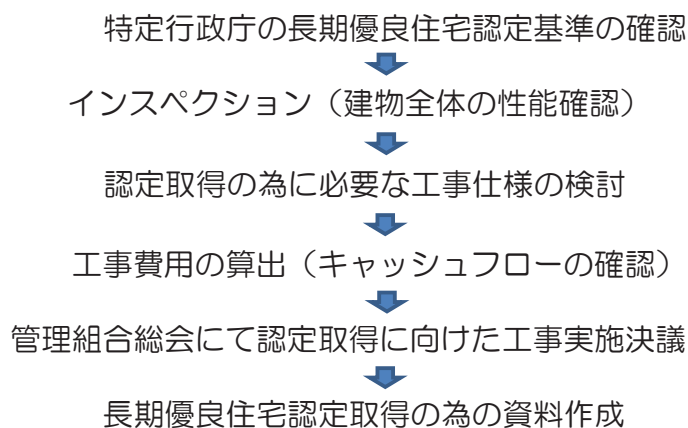 特定行政庁の長期優良住宅認定基準の確認
インスペクション（建物全体の性能確認）
認定取得の為に必要な工事仕様の検討
工事費用の算出（キャッシュフローの確認）
管理組合総会にて認定取得に向けた工事実施決議
長期優良住宅認定取得の為の資料作成